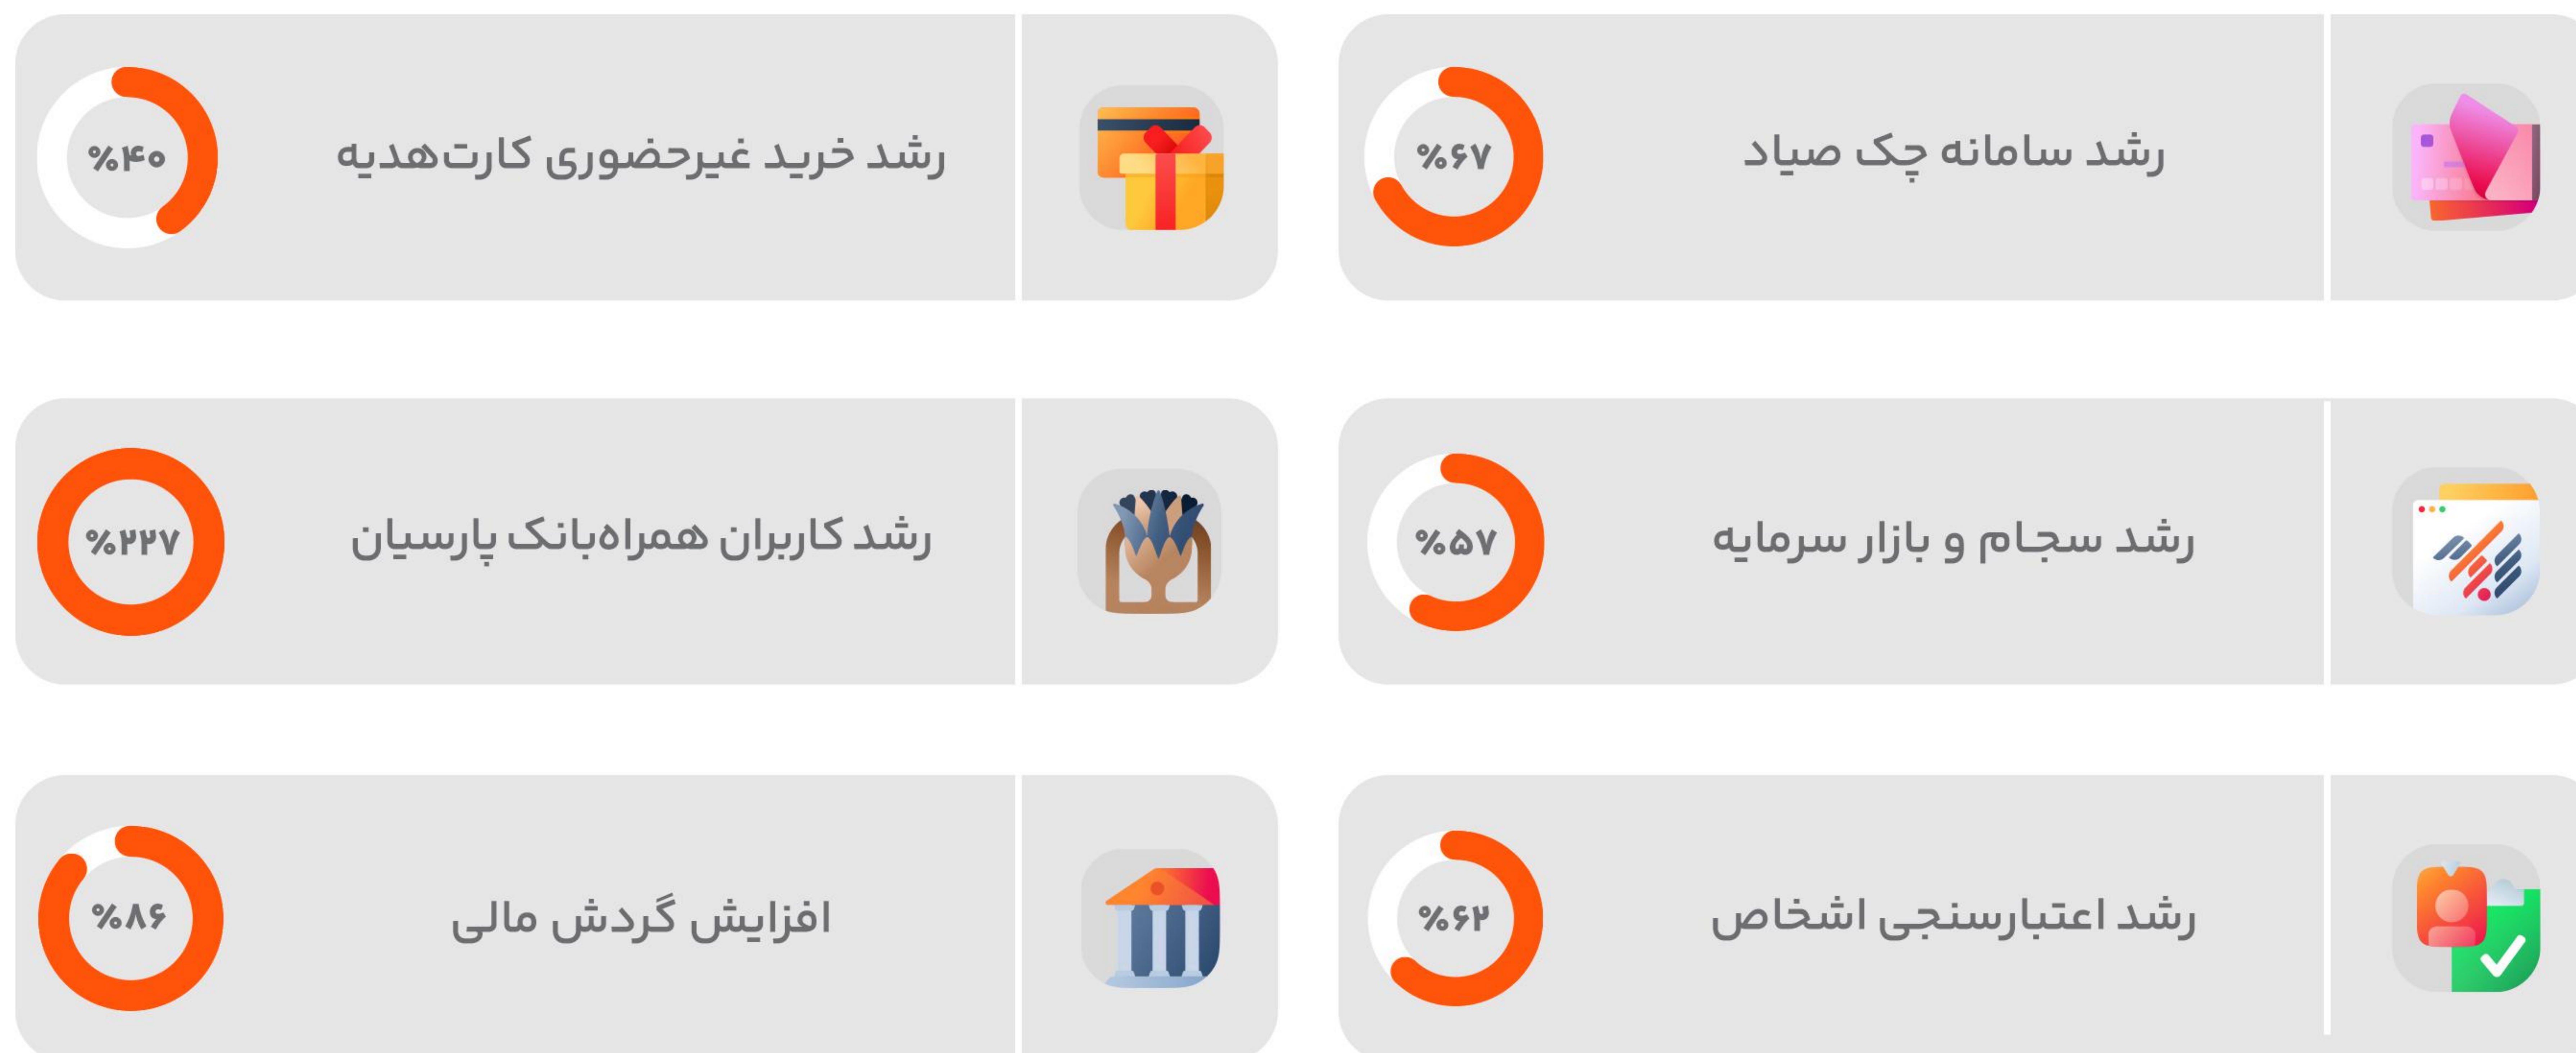 رشد سامانه چک صیاد
%۶۷
رشد خرید غیرحضوری کارت‌هدیه
%۴۰
رشد سجام و بازار سرمایه
%۵۷
رشد کاربران همراه‌بانک پارسیان
%۲۲۷
رشد اعتبارسنجی اشخاص
%۶۲
افزایش گردش مالی
%۸۶